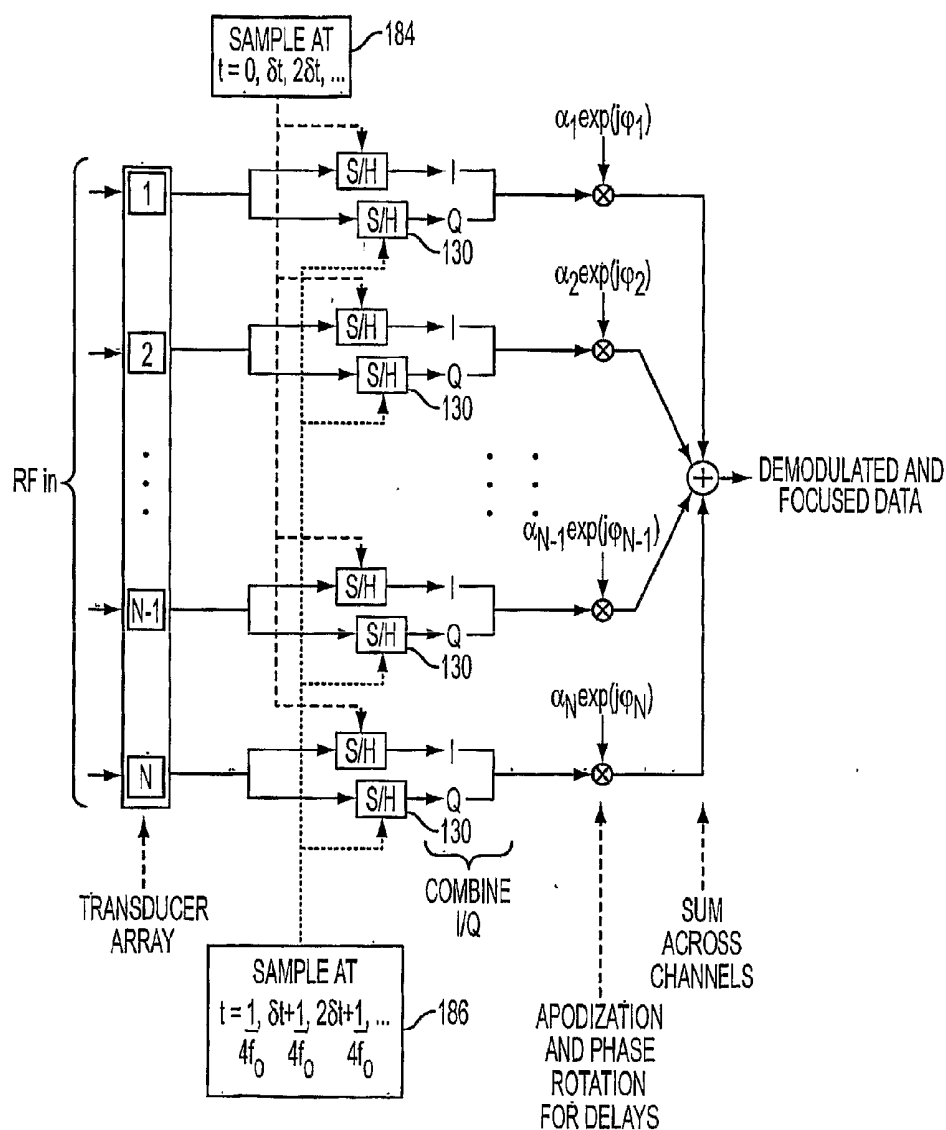 SAMPLE AT
t = 0, δt, 2δt, ...
184
α₁exp(jφ₁)
1
S/H
I
S/H
Q
130
α₂exp(jφ₂)
2
S/H
I
S/H
Q
130
RF in
DEMODULATED AND
FOCUSED DATA
αN-1exp(jφN-1)
N-1
S/H
I
S/H
Q
130
αNexp(jφN)
N
S/H
I
S/H
Q
130
TRANSDUCER
ARRAY
COMBINE
I/Q
SUM
ACROSS
CHANNELS
SAMPLE AT
t = 1/4f₀, δt+1/4f₀, 2δt+1/4f₀, ...
186
APODIZATION
AND PHASE
ROTATION
FOR DELAYS